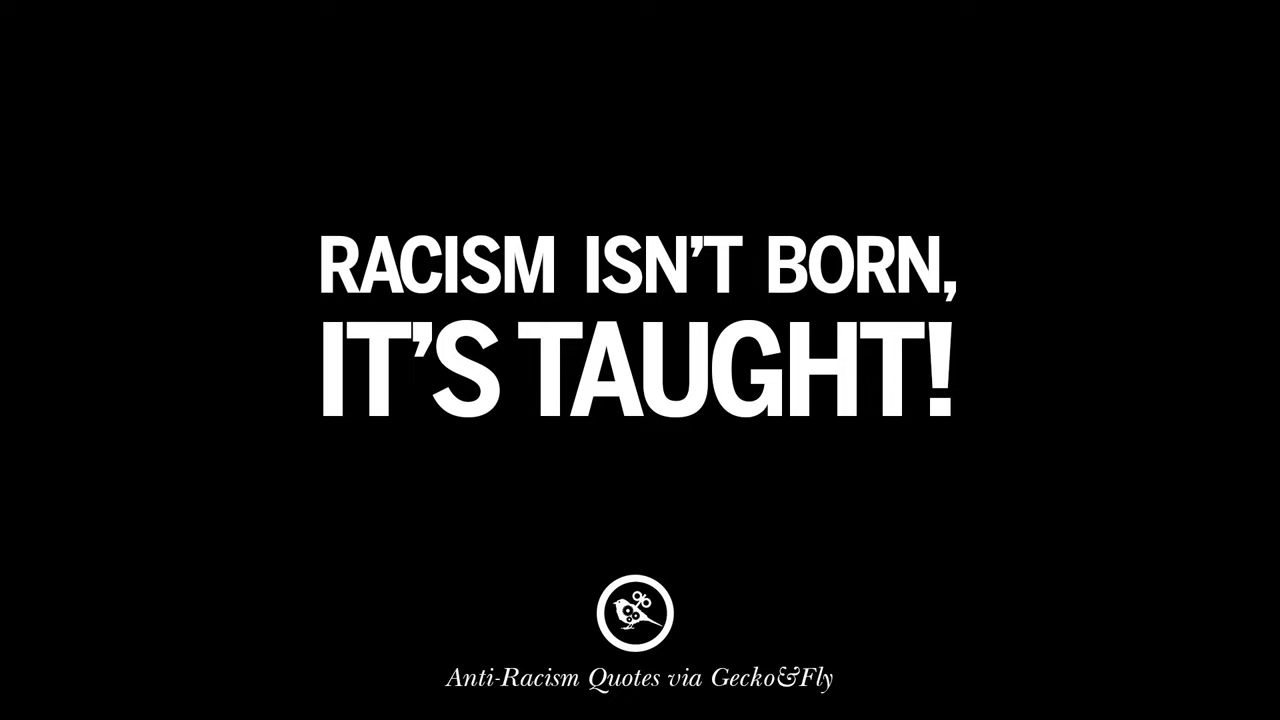 RACISM ISN'T BORN,
IT'S TAUGHT!
Anti-Racism Quotes via Gecko&Fly